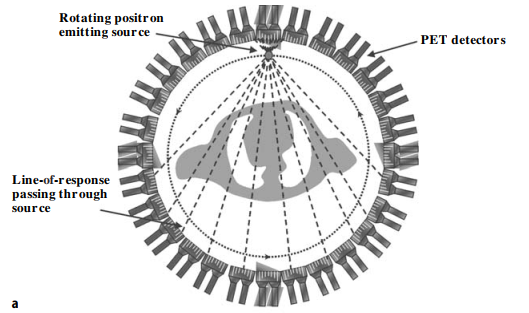 Rotating positron
emitting source
PET detectors
Line-of-response
passing through
source
a